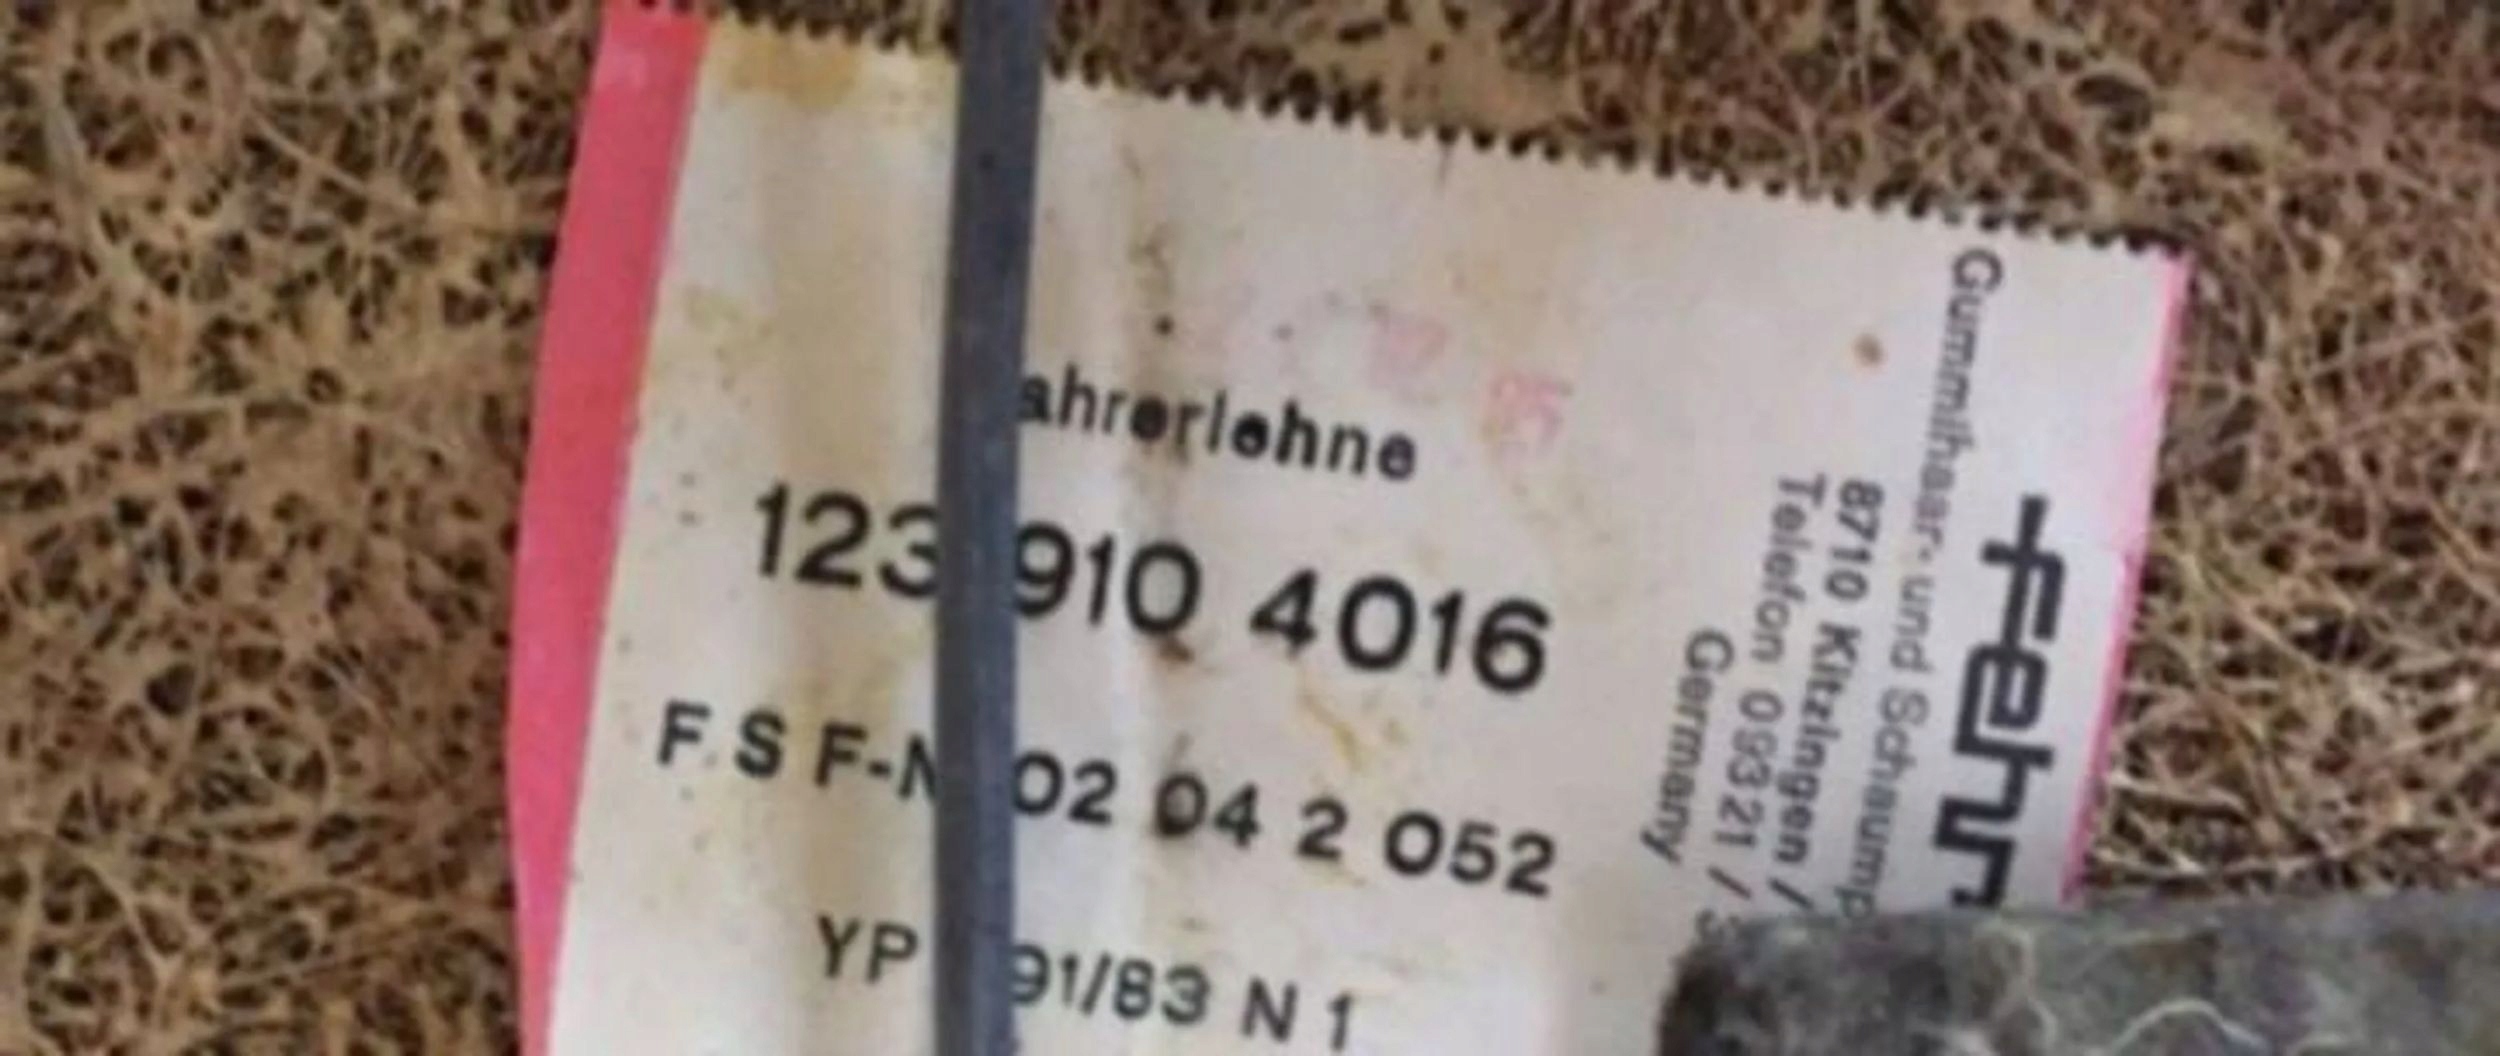 ahrerlehne
123 910 4016
F S F-N 02 04 2 052
YP 91/83 N 1
fehr
Gummihaar- und Schaump
8710 Kitzingen /
Telefon 09321 /
Germany